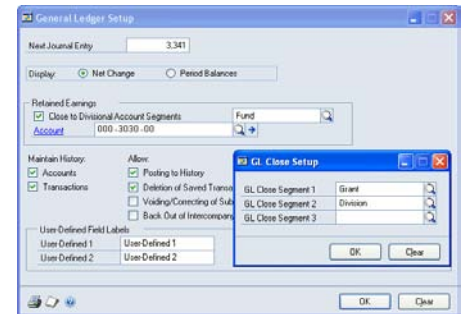 General Ledger Setup
Next Journal Entry 3,341
Display: Net Change Period Balances
Retained Earnings
Close to Divisional Account Segments Fund
Account 000-3030-00
Maintain History: Allow:
Accounts Posting to History
Transactions Deletion of Saved Transa
Voiding/Correcting of Sub
Back Out of Intercompan
User-Defined Field Labels
User-Defined 1 User-Defined 1
User-Defined 2 User-Defined 2
OK Clear
GL Close Setup
GL Close Segment 1 Grant
GL Close Segment 2 Division
GL Close Segment 3
OK Clear